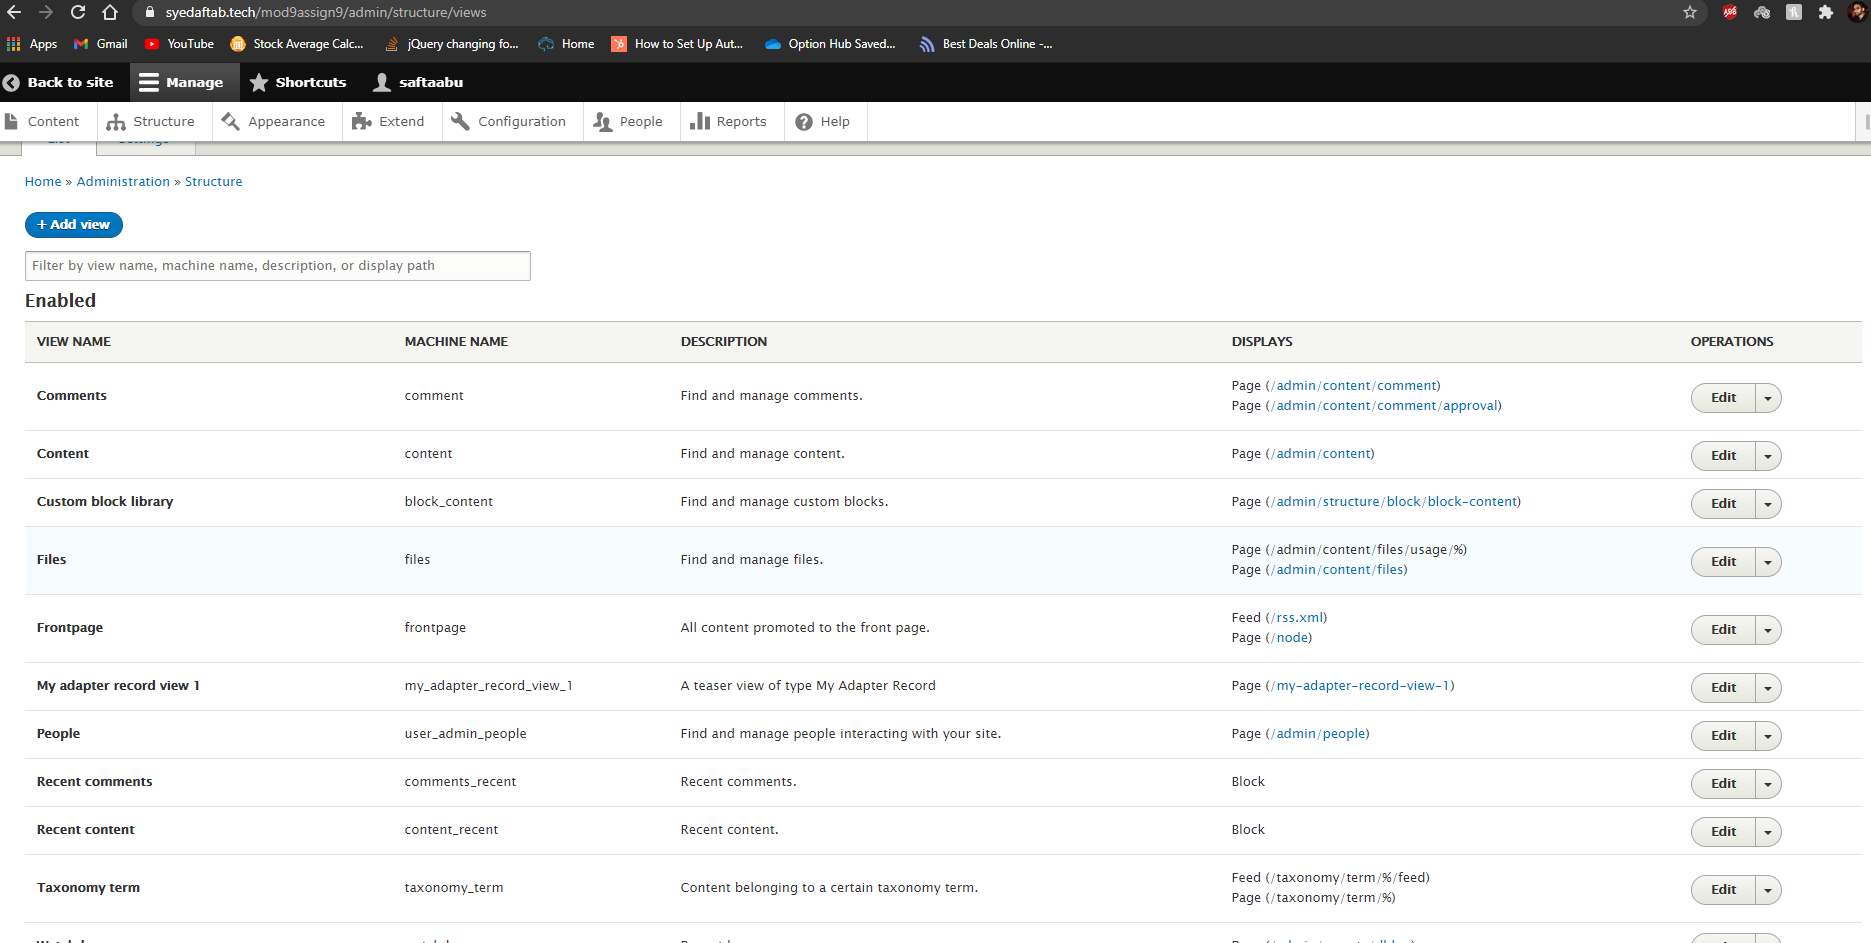 syedaftab.tech/mod9assign9/admin/structure/views
Apps Gmail YouTube Stock Average Calc... jQuery changing fo... Home How to Set Up Aut... Option Hub Saved... Best Deals Online -...
Back to site Manage Shortcuts saftaabu
Content Structure Appearance Extend Configuration People Reports Help
Home » Administration » Structure
+ Add view
Filter by view name, machine name, description, or display path
Enabled
VIEW NAME MACHINE NAME DESCRIPTION DISPLAYS OPERATIONS
Comments comment Find and manage comments. Page (/admin/content/comment) Edit
Page (/admin/content/comment/approval)
Content content Find and manage content. Page (/admin/content) Edit
Custom block library block_content Find and manage custom blocks. Page (/admin/structure/block/block-content) Edit
Files files Find and manage files. Page (/admin/content/files/usage/%) Edit
Page (/admin/content/files)
Frontpage frontpage All content promoted to the front page. Feed (/rss.xml) Edit
Page (/node)
My adapter record view 1 my_adapter_record_view_1 A teaser view of type My Adapter Record Page (/my-adapter-record-view-1) Edit
People user_admin_people Find and manage people interacting with your site. Page (/admin/people) Edit
Recent comments comments_recent Recent comments. Block Edit
Recent content content_recent Recent content. Block Edit
Taxonomy term taxonomy_term Content belonging to a certain taxonomy term. Feed (/taxonomy/term/%/feed) Edit
Page (/taxonomy/term/%)